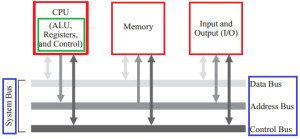 CPU
(ALU,
Registers,
and Control)
Memory
Input and
Output (I/O)
System Bus
Data Bus
Address Bus
Control Bus